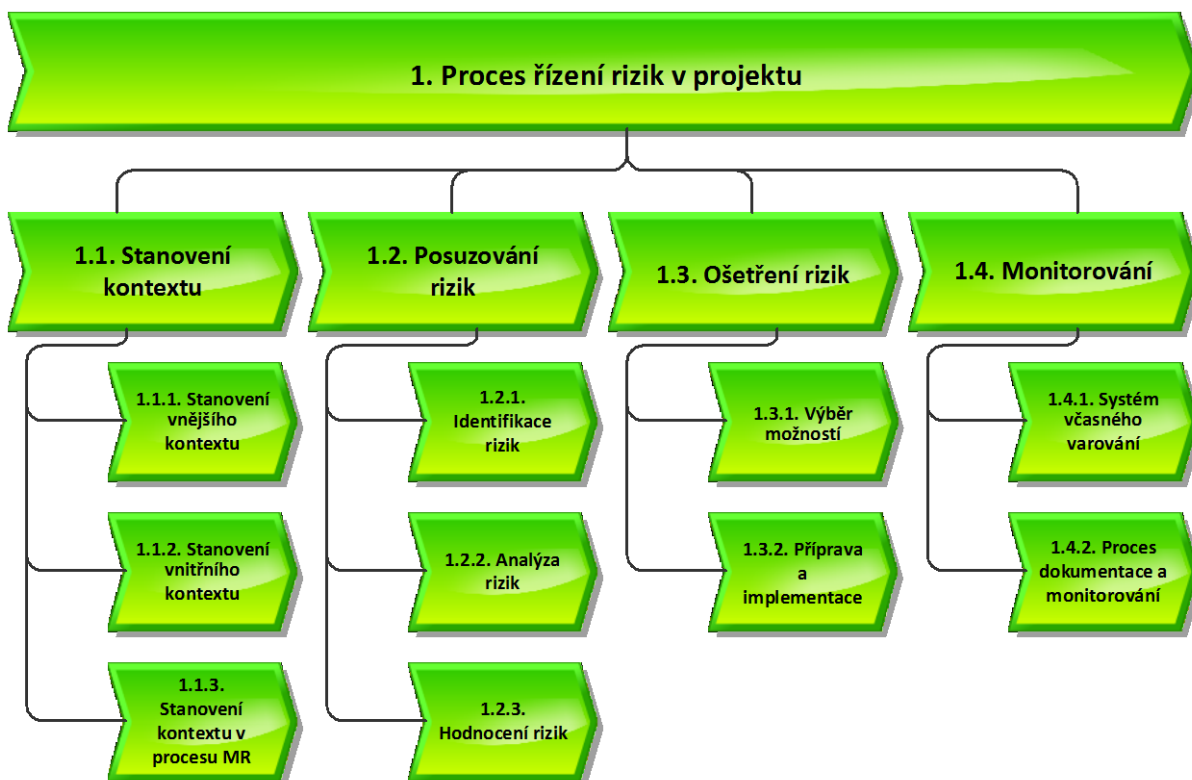 1. Proces řízení rizik v projektu
1.1. Stanovení
kontextu
1.2. Posuzování
rizik
1.3. Ošetření rizik
1.4. Monitorování
1.1.1. Stanovení
vnějšího
kontextu
1.2.1.
Identifikace
rizik
1.3.1. Výběr
možností
1.4.1. Systém
včasného
varování
1.1.2. Stanovení
vnitřního
kontextu
1.2.2. Analýza
rizik
1.3.2. Příprava
a
implementace
1.4.2. Proces
dokumentace a
monitorování
1.1.3.
Stanovení
kontextu v
procesu MR
1.2.3.
Hodnocení rizik